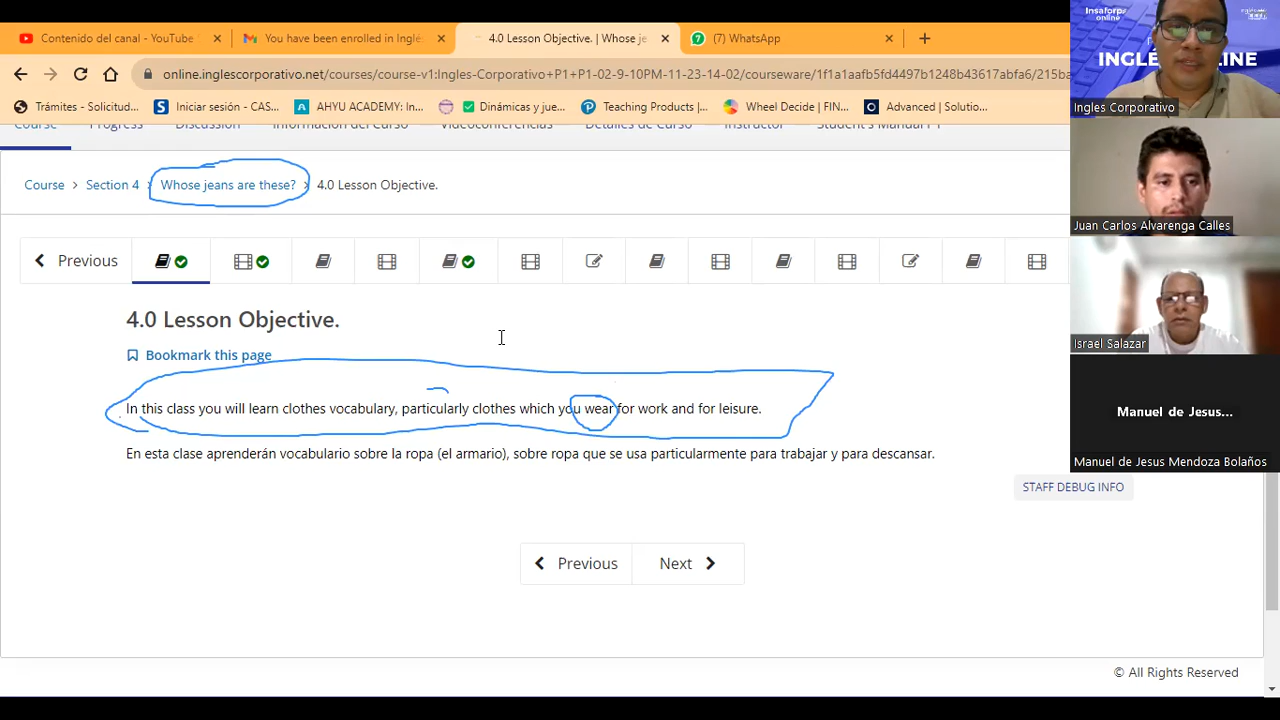 Contenido del canal - YouTube
You have been enrolled in Inglé
4.0 Lesson Objective. | Whose je
(7) WhatsApp
online.inglescorporativo.net/courses/course-v1:Ingles-Corporativo+P1+P1-02-9-10PM-11-23-14-02/courseware/1f1a1aafb5fd4497b1248b43617abfa6/215ba
Trámites - Solicitud...
Iniciar sesión - CAS...
AHYU ACADEMY: In...
Dinámicas y jue...
Teaching Products |...
Wheel Decide | FIN...
Advanced | Solutio...
Course
Progress
Discussion
Información del Curso
Videoconferencias
Detalles de Curso
Instructor
Student's Manual P1
Course > Section 4 > Whose jeans are these? > 4.0 Lesson Objective.
Previous
4.0 Lesson Objective.
Bookmark this page
In this class you will learn clothes vocabulary, particularly clothes which you wear for work and for leisure.
En esta clase aprenderán vocabulario sobre la ropa (el armario), sobre ropa que se usa particularmente para trabajar y para descansar.
STAFF DEBUG INFO
Previous
Next
© All Rights Reserved
Insaforp
online
INGLÉ
ONLINE
Ingles Corporativo
Juan Carlos Alvarenga Calles
Israel Salazar
Manuel de Jesus...
Manuel de Jesus Mendoza Bolaños